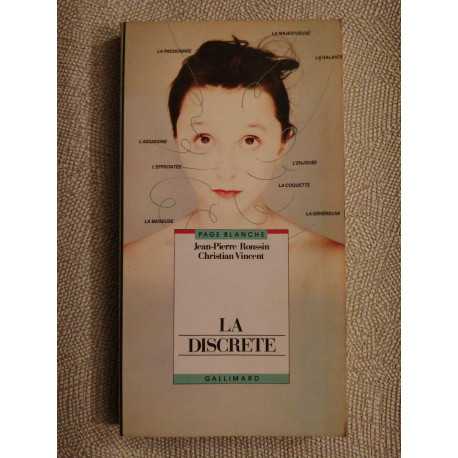 LA MAJESTUEUSE
LA PASSIONNÉE
LA GALANTE
L'ASSASSINE
L'EFFRONTÉE
L'ENJOUÉE
LA COQUETTE
LA BAISEUSE
LA GÉNÉREUSE
PAGE BLANCHE
Jean-Pierre Ronssin
Christian Vincent
LA
DISCRETE
GALLIMARD